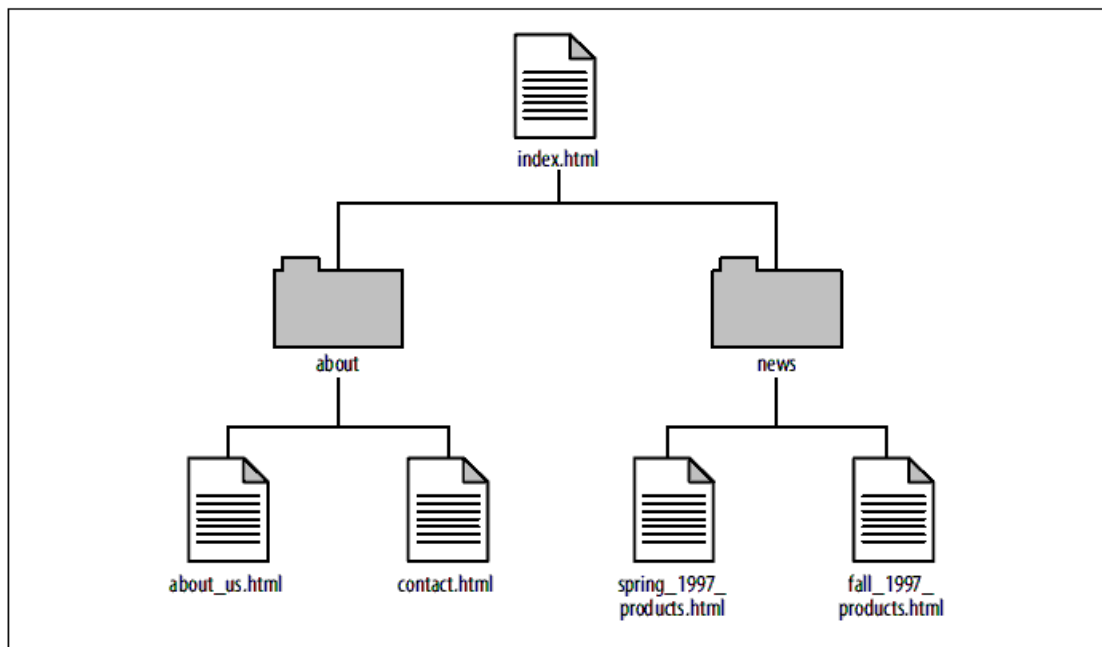 index.html
about
news
about_us.html
contact.html
spring_1997_
products.html
fall_1997_
products.html